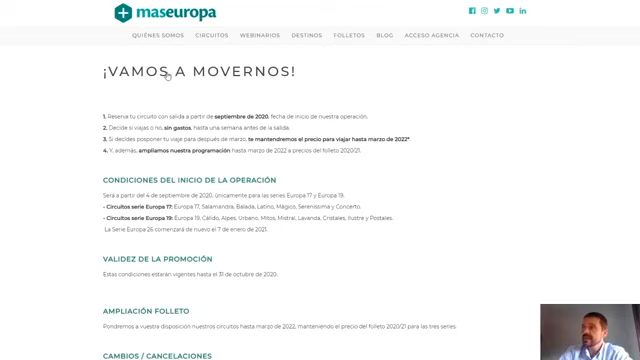 maseuropa
QUIÉNES SOMOS CIRCUITOS WEBINARIOS DESTINOS FOLLETOS BLOG ACCESO AGENCIA CONTACTO
¡VAMOS A MOVERNOS!
1. Reserva tu circuito con salida a partir de septiembre de 2020, fecha de inicio de nuestra operación.
2. Decide si viajas o no, sin gastos, hasta una semana antes de la salida.
3. Si decides posponer tu viaje para después de marzo, te mantendremos el precio para viajar hasta marzo de 2022*.
4. Y, además, ampliamos nuestra programación hasta marzo de 2022 a precios del folleto 2020/21.
CONDICIONES DEL INICIO DE LA OPERACIÓN
Será a partir del 4 de septiembre de 2020, únicamente para las series Europa 17 y Europa 19.
- Circuitos serie Europa 17: Europa 17, Salamandra, Balada, Latino, Mágico, Serenissima y Concerto.
- Circuitos serie Europa 19: Europa 19, Cálido, Alpes, Urbano, Mitos, Mistral, Lavanda, Cristales, Ilustre y Postales.
La Serie Europa 26 comenzará de nuevo el 7 de enero de 2021.
VALIDEZ DE LA PROMOCIÓN
Estas condiciones estarán vigentes hasta el 31 de octubre de 2020.
AMPLIACIÓN FOLLETO
Pondremos a vuestra disposición nuestros circuitos hasta marzo de 2022, manteniendo el precio del folleto 2020/21 para las tres series.
CAMBIOS / CANCELACIONES